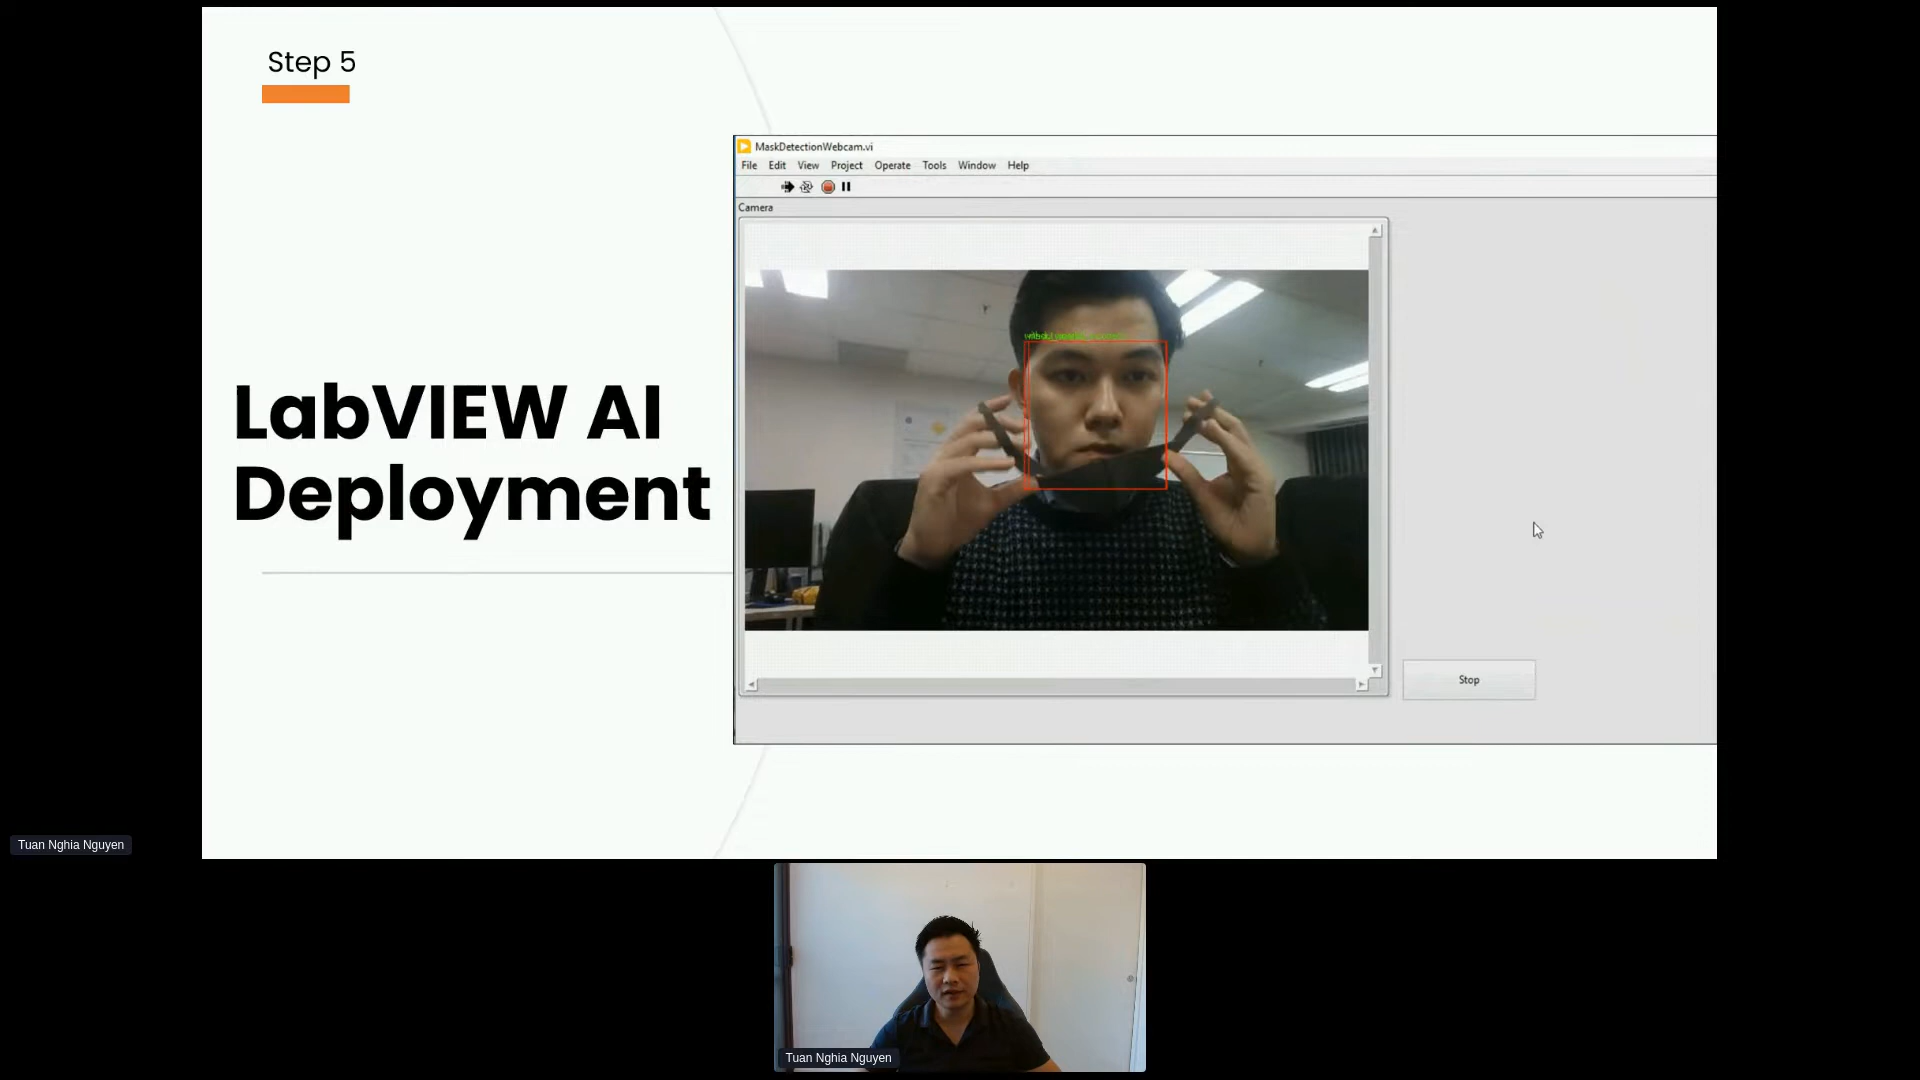 Step 5
LabVIEW AI
Deployment
MaskDetectionWebcam.vi
File Edit View Project Operate Tools Window Help
Camera
Stop
Tuan Nghia Nguyen
Tuan Nghia Nguyen